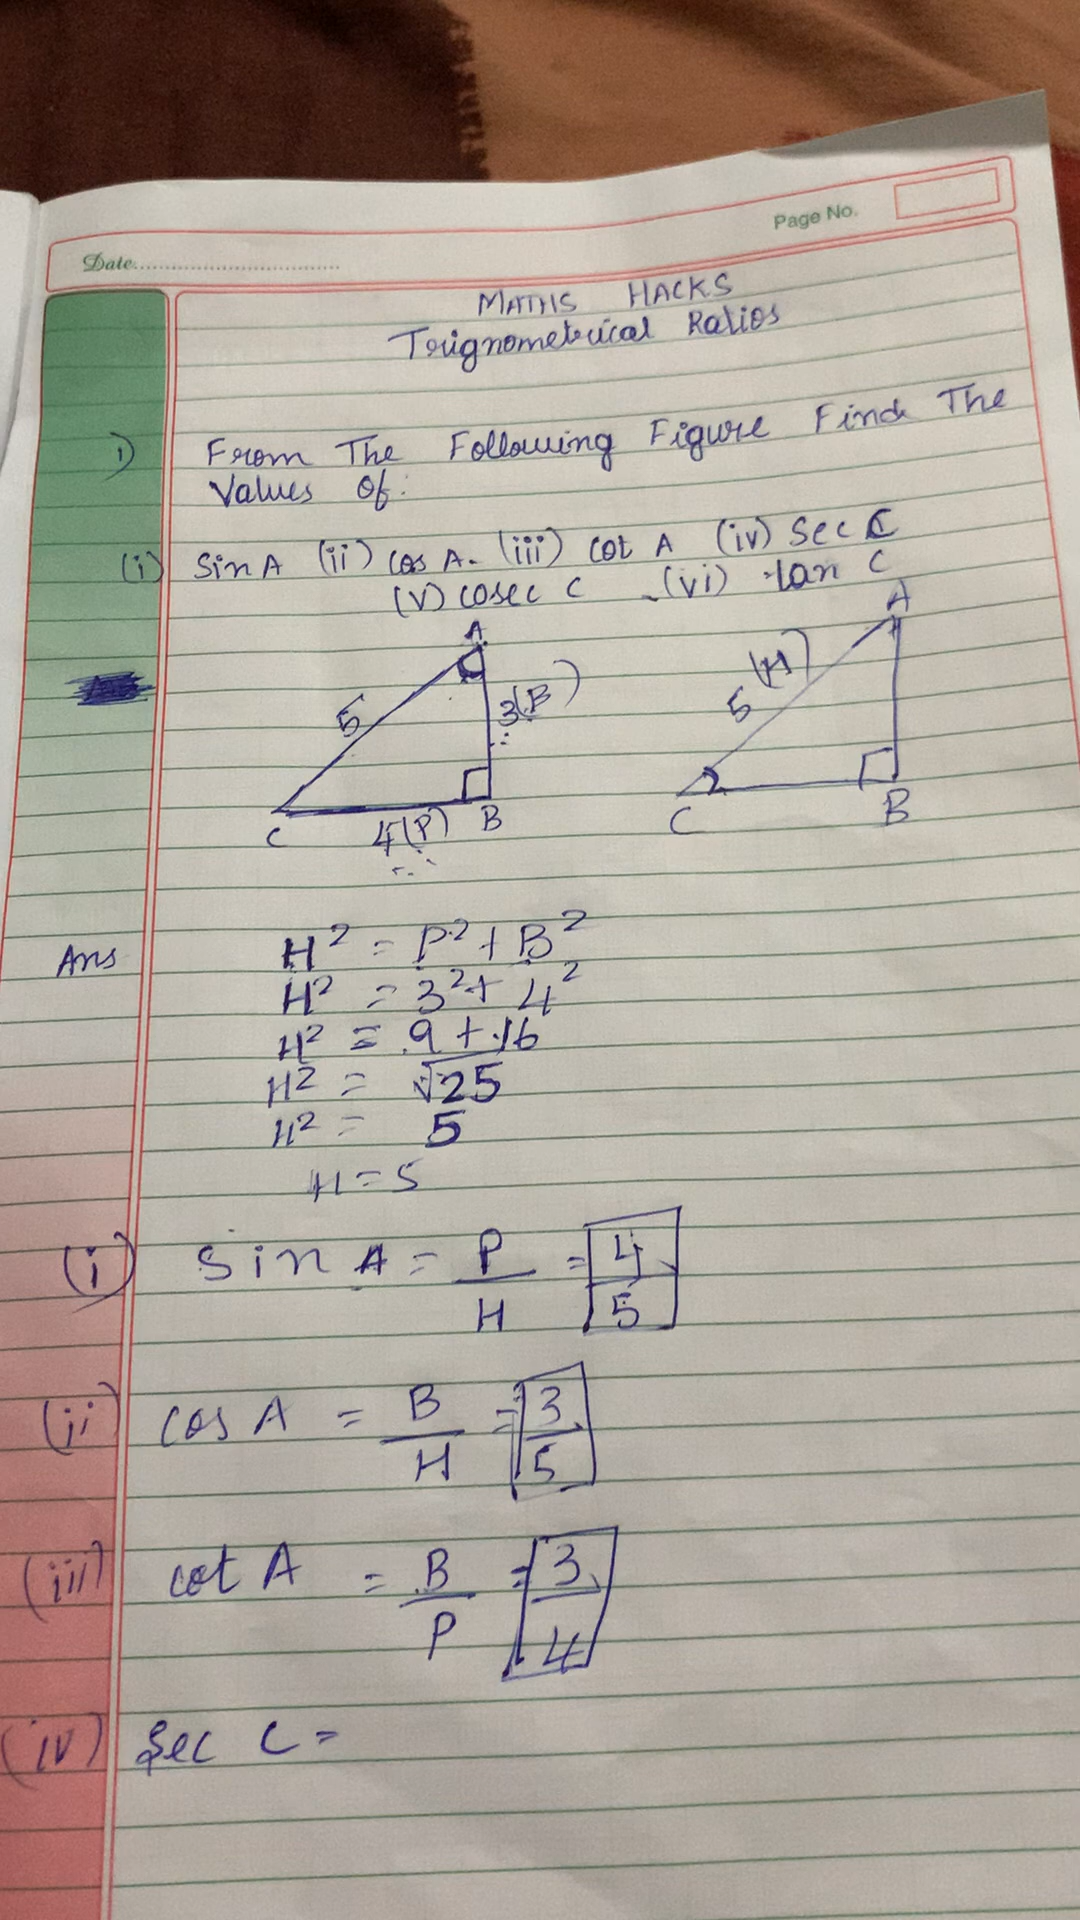 Page No.
Date
MATHS HACKS
Trignometrical Ratios
1) From The Following Figure Find The
Values Of:
(i) Sin A (ii) cos A. (iii) cot A (iv) Sec C
(V) cosec C (vi) tan C
A
A
5
3(B)
5 (H)
C 4(P) B
C B
Ans H² = P² + B²
H² = 3² + 4²
H² = 9 + 16
H² = √25
H² = 5
H = 5
(i) Sin A = P/H = 4/5
(ii) cos A = B/H = 3/5
(iii) cot A = B/P = 3/4
(iv) Sec C =